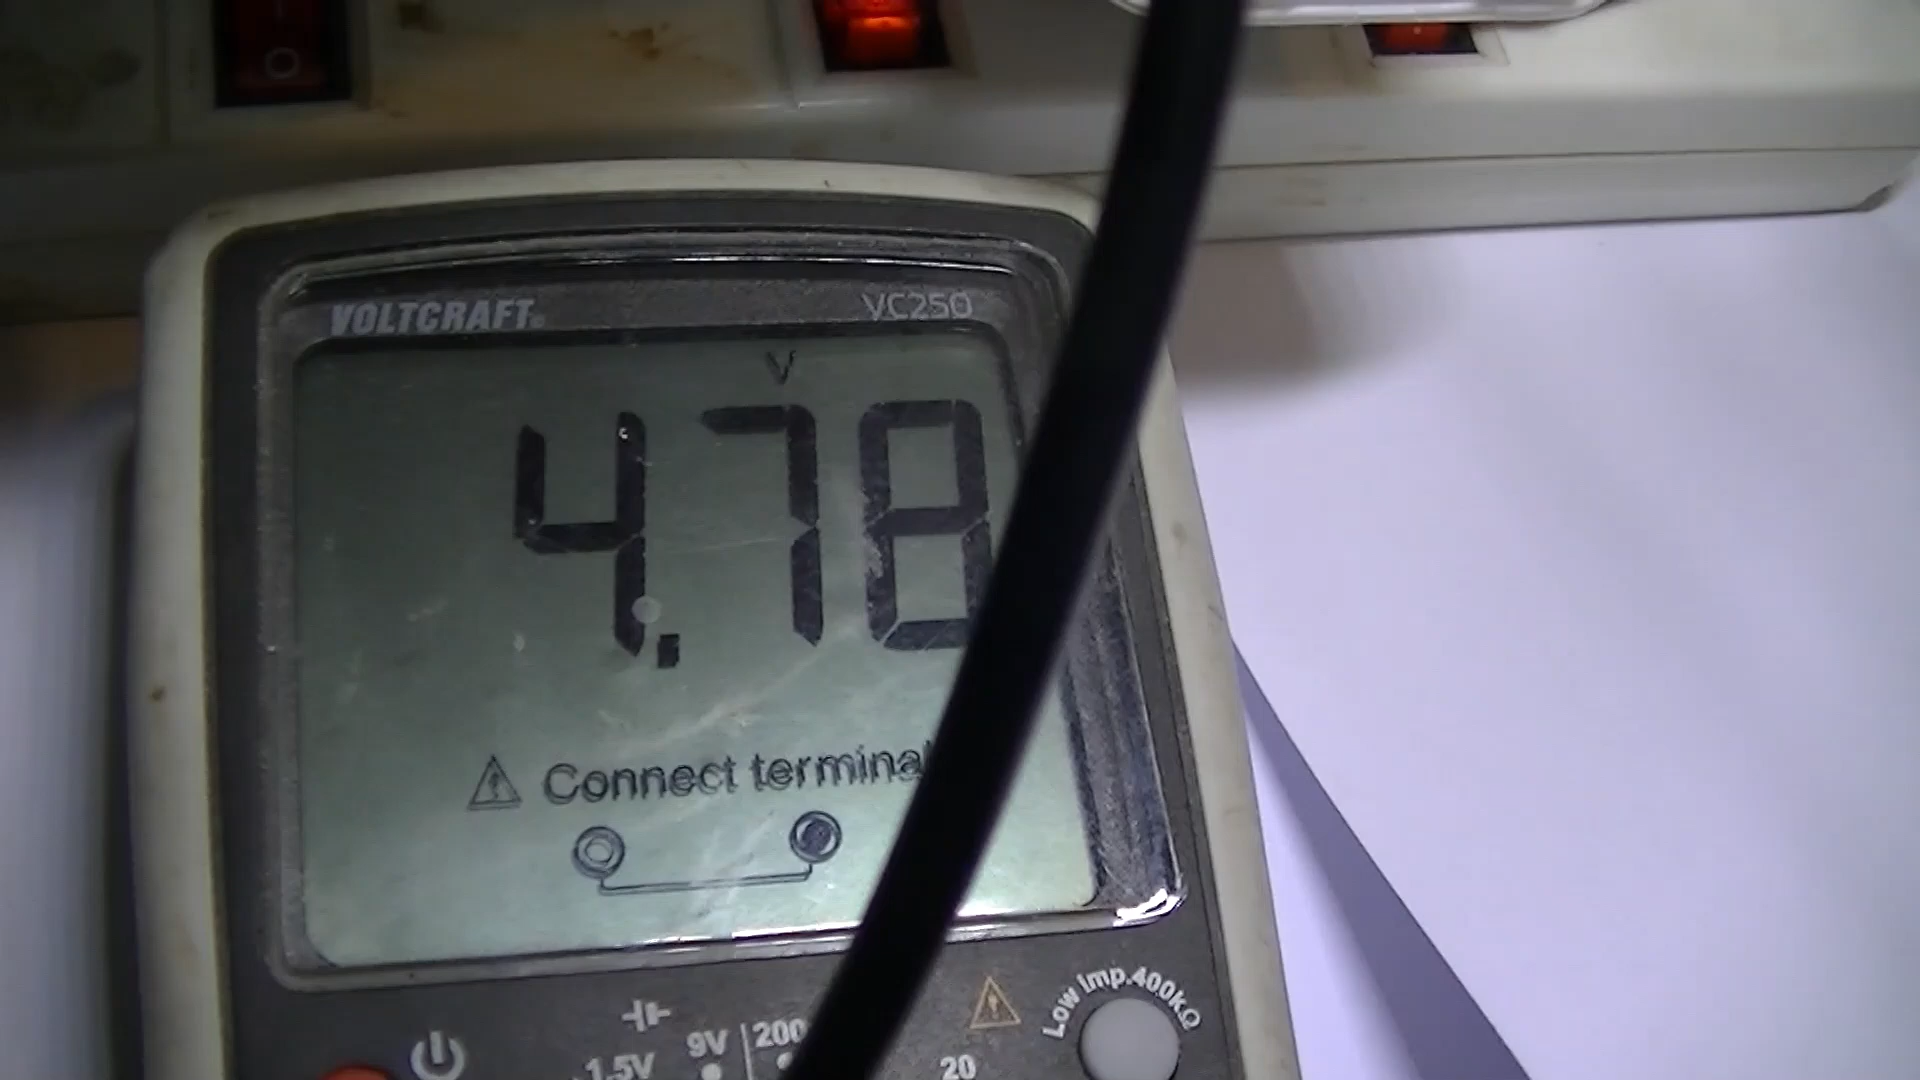 VOLTCRAFT® VC250
V
4.78
Connect terminal
Low imp.400kΩ
9V 200
1.5V 20